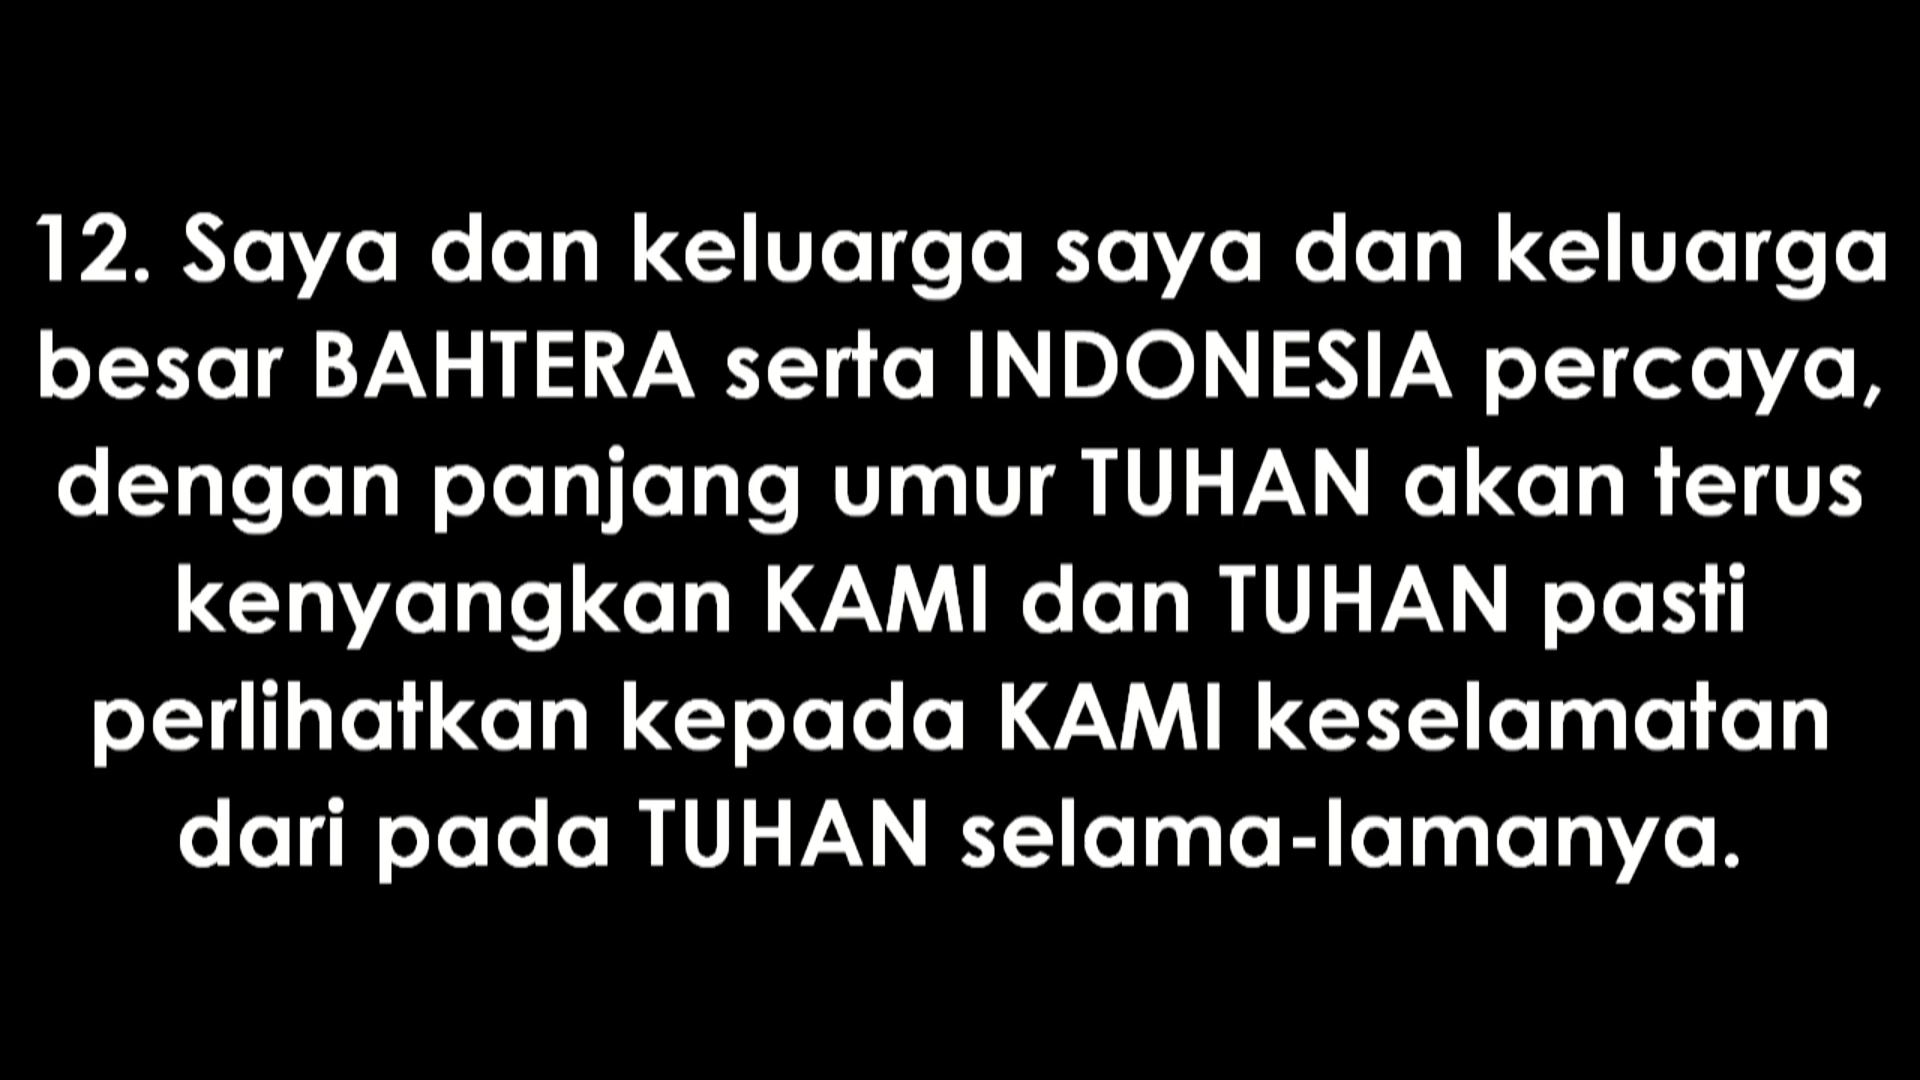 12. Saya dan keluarga saya dan keluarga
besar BAHTERA serta INDONESIA percaya,
dengan panjang umur TUHAN akan terus
kenyangkan KAMI dan TUHAN pasti
perlihatkan kepada KAMI keselamatan
dari pada TUHAN selama-lamanya.